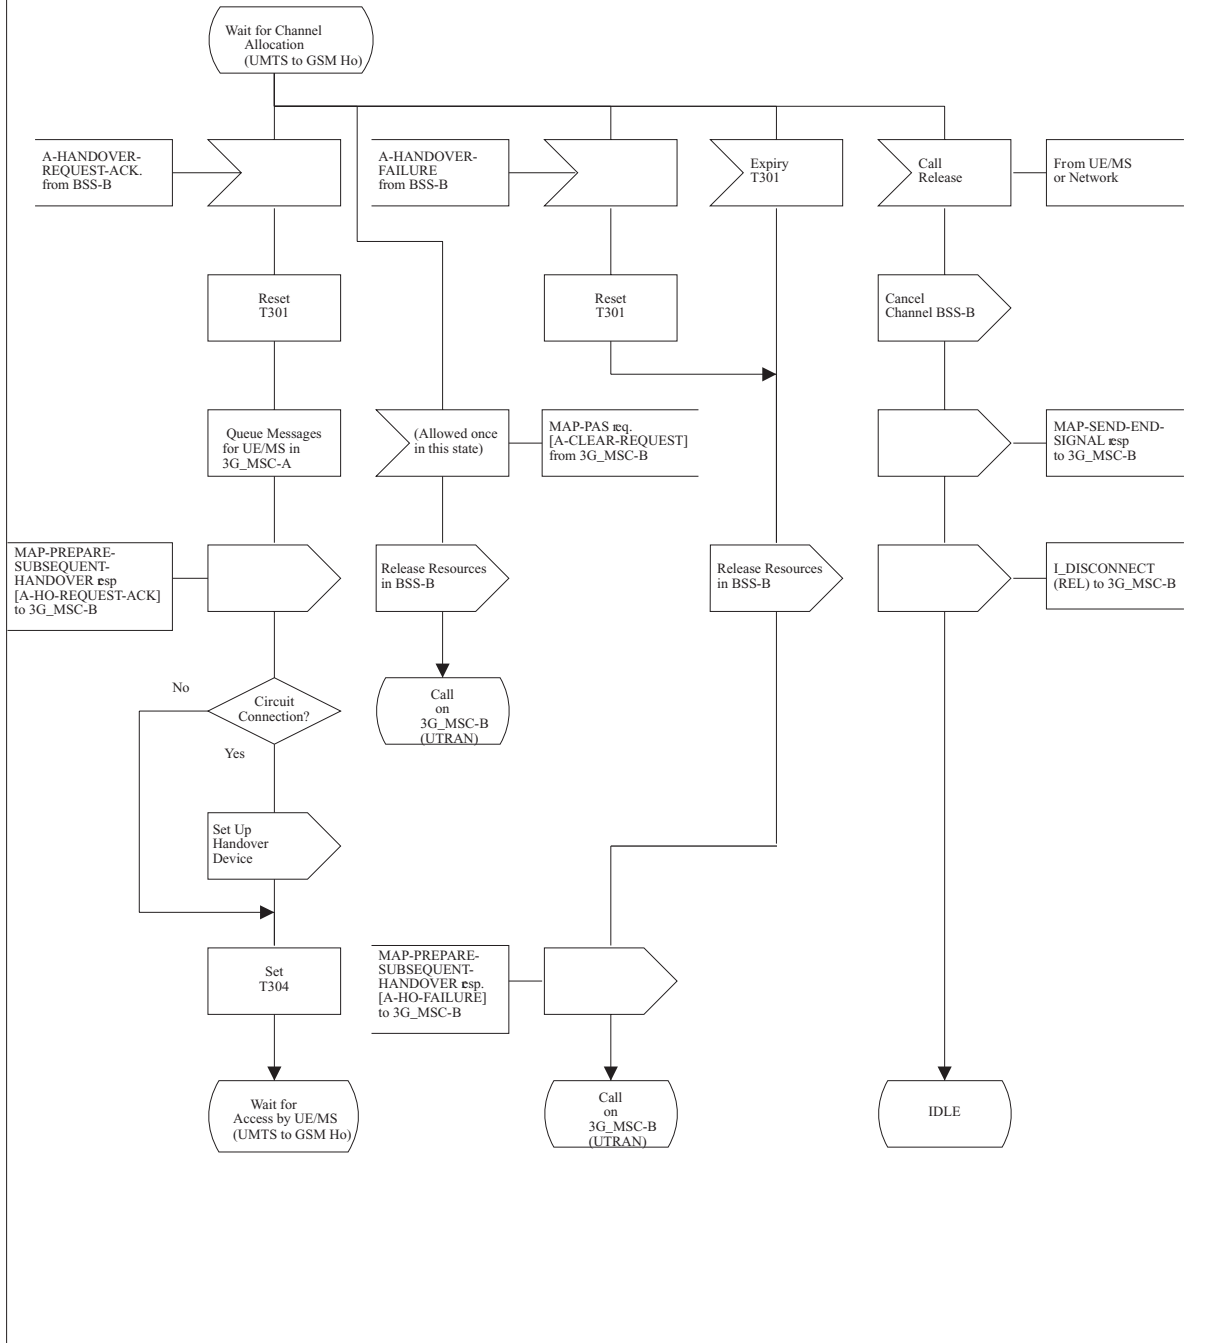 Wait for Channel
Allocation
(UMTS to GSM Ho)
A-HANDOVER-
REQUEST-ACK.
from BSS-B
A-HANDOVER-
FAILURE
from BSS-B
Expiry
T301
Call
Release
From UE/MS
or Network
Reset
T301
Reset
T301
Cancel
Channel BSS-B
Queue Messages
for UE/MS in
3G_MSC-A
(Allowed once
in this state)
MAP-PAS req.
[A-CLEAR-REQUEST]
from 3G_MSC-B
MAP-SEND-END-
SIGNAL resp
to 3G_MSC-B
MAP-PREPARE-
SUBSEQUENT-
HANDOVER resp
[A-HO-REQUEST-ACK]
to 3G_MSC-B
Release Resources
in BSS-B
Release Resources
in BSS-B
I_DISCONNECT
(REL) to 3G_MSC-B
No
Circuit
Connection?
Yes
Call
on
3G_MSC-B
(UTRAN)
Set Up
Handover
Device
Set
T304
MAP-PREPARE-
SUBSEQUENT-
HANDOVER resp.
[A-HO-FAILURE]
to 3G_MSC-B
Wait for
Access by UE/MS
(UMTS to GSM Ho)
Call
on
3G_MSC-B
(UTRAN)
IDLE